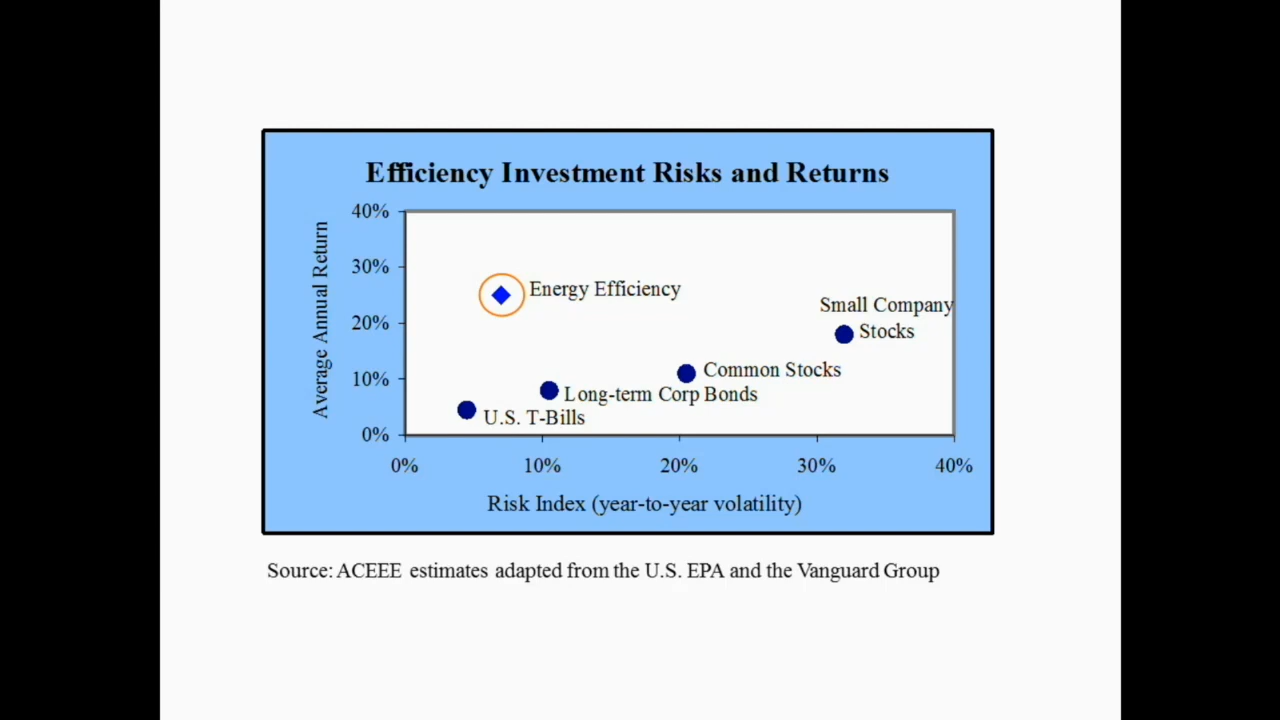 Efficiency Investment Risks and Returns
Average Annual Return
40%
30%
20%
10%
0%
Energy Efficiency
Small Company
Stocks
Common Stocks
Long-term Corp Bonds
U.S. T-Bills
0% 10% 20% 30% 40%
Risk Index (year-to-year volatility)
Source: ACEEE estimates adapted from the U.S. EPA and the Vanguard Group